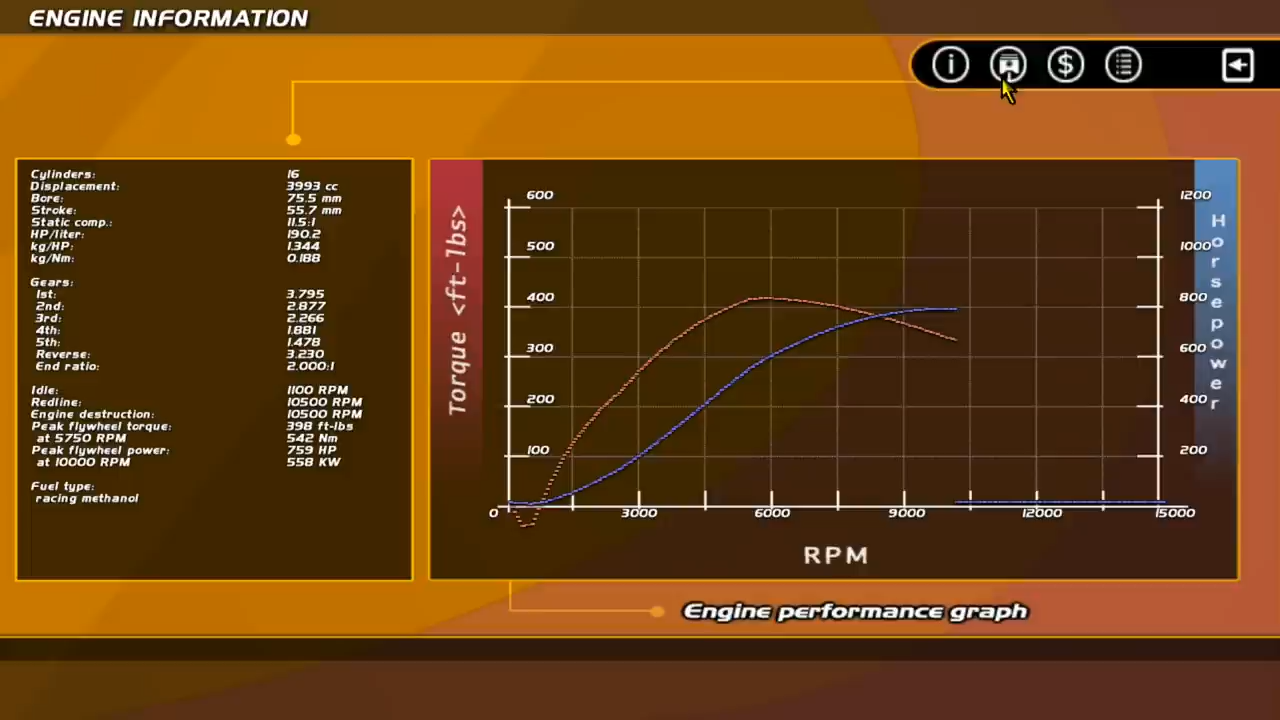 ENGINE INFORMATION
i $
Cylinders: 16
Displacement: 3993 cc
Bore: 75.5 mm
Stroke: 55.7 mm
Static comp.: 11.5:1
HP/liter: 190.2
kg/HP: 1.344
kg/Nm: 0.188
Gears:
1st: 3.795
2nd: 2.877
3rd: 2.266
4th: 1.881
5th: 1.478
Reverse: 3.230
End ratio: 2.000:1
Idle: 1100 RPM
Redline: 10500 RPM
Engine destruction: 10500 RPM
Peak flywheel torque: 398 ft-lbs
at 5750 RPM 542 Nm
Peak flywheel power: 759 HP
at 10000 RPM 558 KW
Fuel type:
racing methanol
Torque <ft-lbs>
600
500
400
300
200
100
1200
1000
800
600
400
200
Horsepower
0 3000 6000 9000 12000 15000
RPM
Engine performance graph